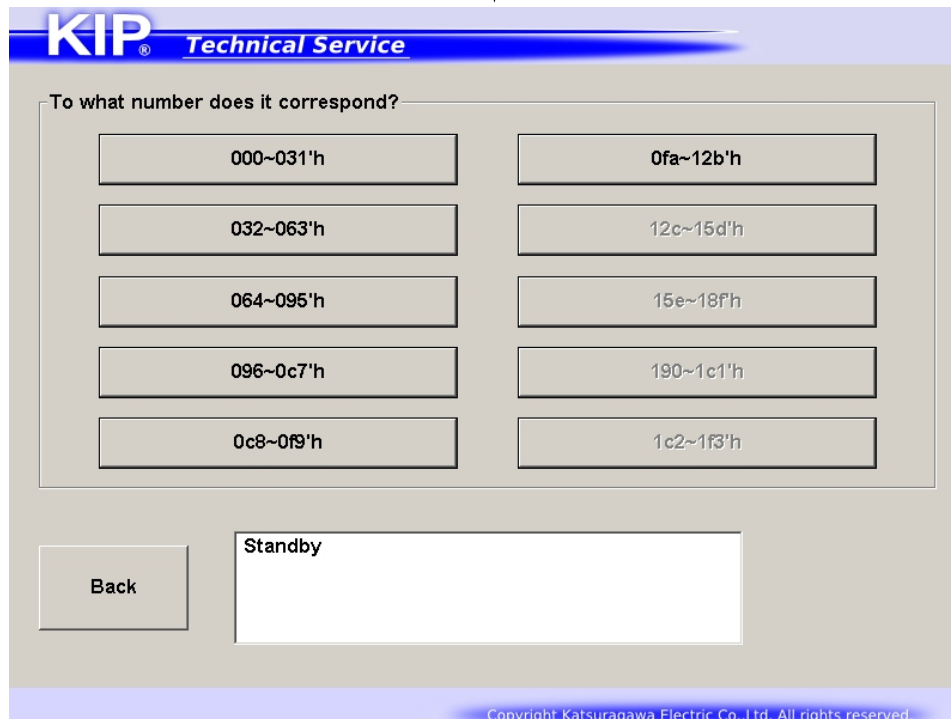 KIP® Technical Service
To what number does it correspond?
000~031'h
032~063'h
064~095'h
096~0c7'h
0c8~0f9'h
0fa~12b'h
12c~15d'h
15e~18f'h
190~1c1'h
1c2~1f3'h
Back
Standby
Copyright Katsuragawa Electric Co.,Ltd. All rights reserved.